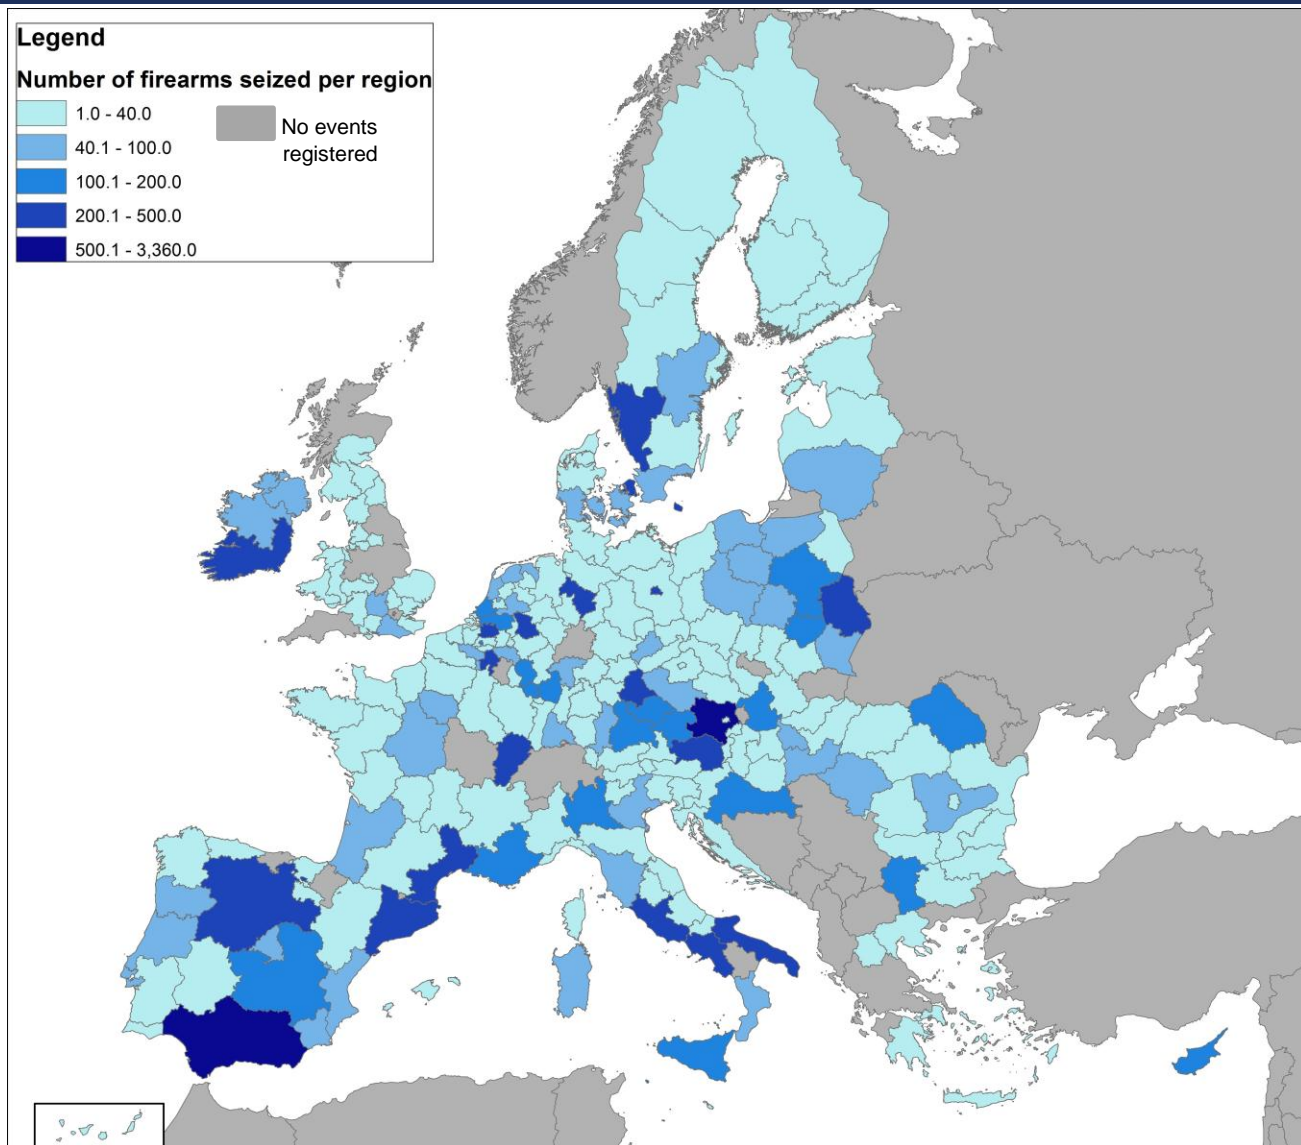 Legend
Number of firearms seized per region
1.0 - 40.0
40.1 - 100.0
100.1 - 200.0
200.1 - 500.0
500.1 - 3,360.0
No events
registered